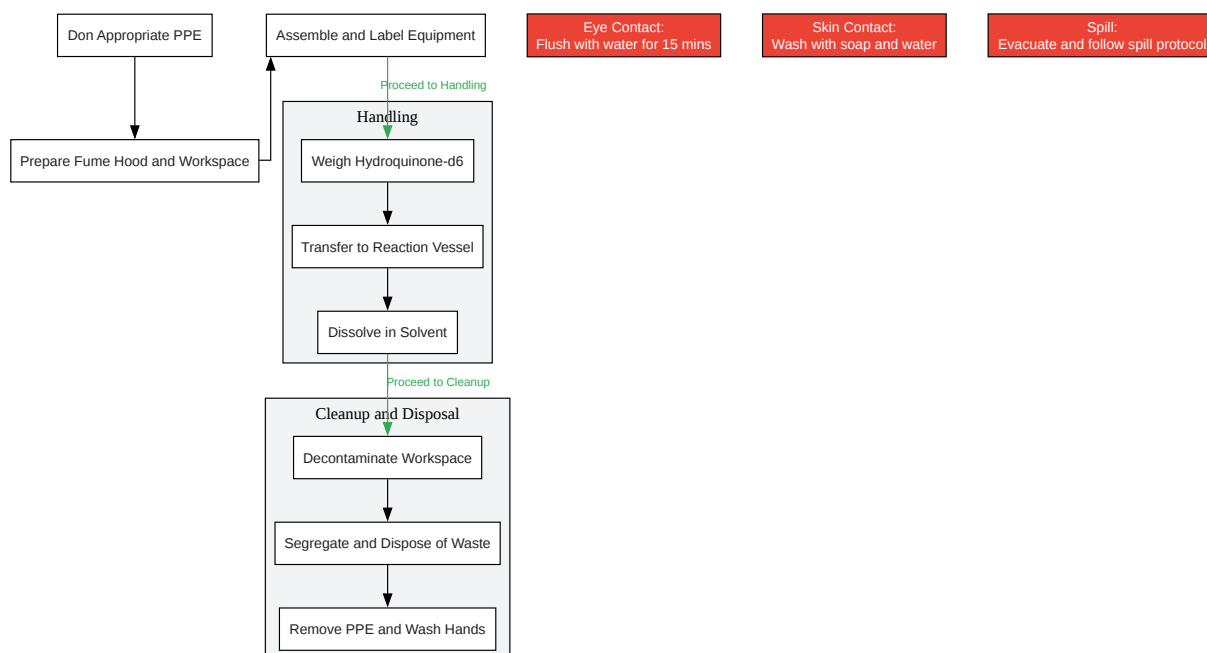 Don Appropriate PPE
Assemble and Label Equipment
Eye Contact:
Flush with water for 15 mins
Skin Contact:
Wash with soap and water
Spill:
Evacuate and follow spill protocol
Proceed to Handling
Handling
Prepare Fume Hood and Workspace
Weigh Hydroquinone-d6
Transfer to Reaction Vessel
Dissolve in Solvent
Proceed to Cleanup
Cleanup and Disposal
Decontaminate Workspace
Segregate and Dispose of Waste
Remove PPE and Wash Hands